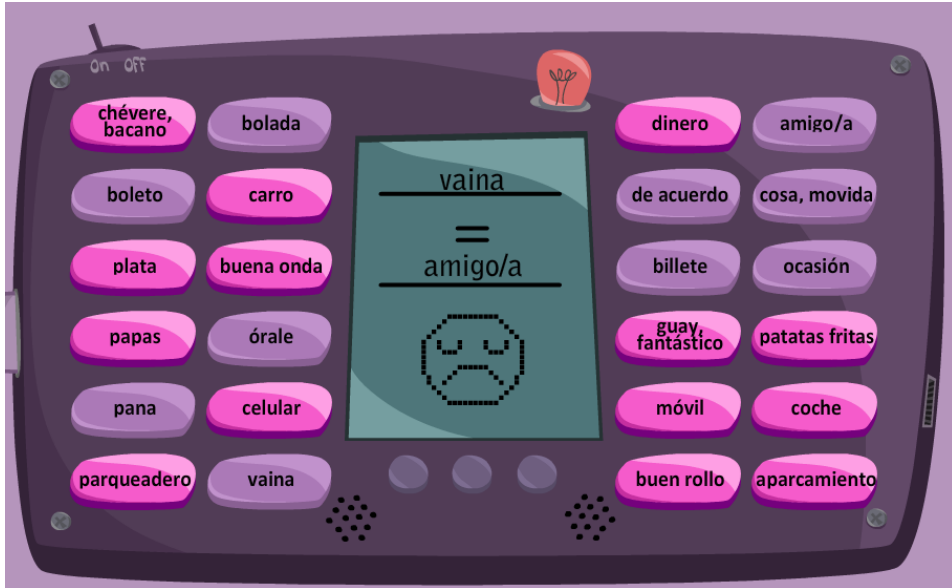 On Off
chévere,
bacano
bolada
boleto
carro
plata
buena onda
papas
órale
pana
celular
parqueadero
vaina
vaina
=
amigo/a
dinero
amigo/a
de acuerdo
cosa, movida
billete
ocasión
guay,
fantástico
patatas fritas
móvil
coche
buen rollo
aparcamiento